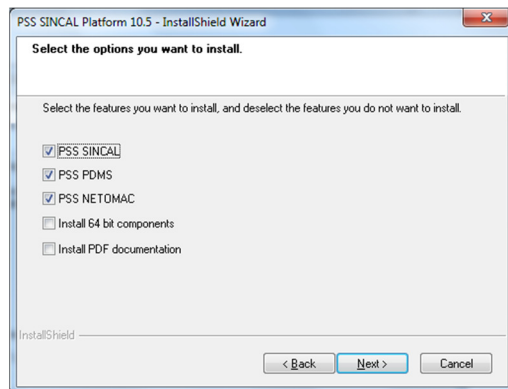 PSS SINCAL Platform 10.5 - InstallShield Wizard
Select the options you want to install.
Select the features you want to install, and deselect the features you do not want to install.
PSS SINCAL
PSS PDMS
PSS NETOMAC
Install 64 bit components
Install PDF documentation
InstallShield
< Back
Next >
Cancel